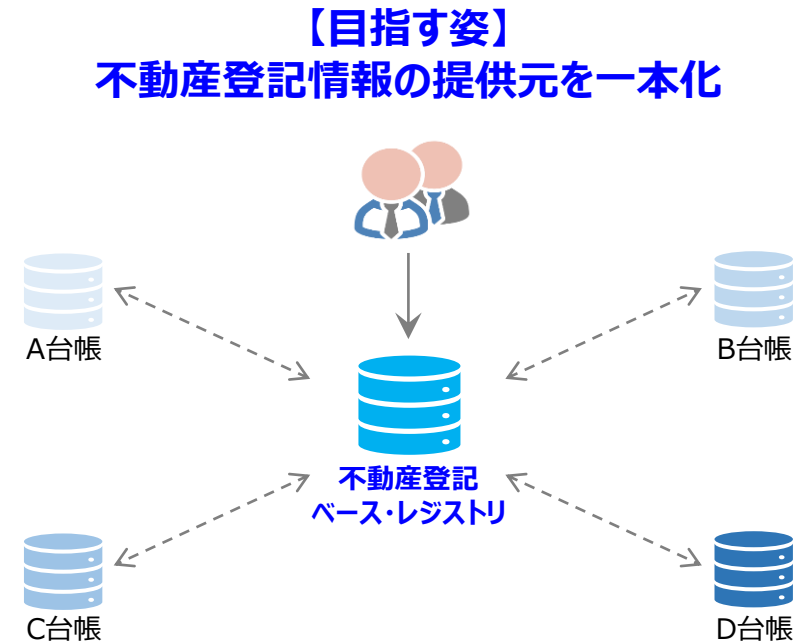 【目指す姿】
不動産登記情報の提供元を一本化
A台帳
B台帳
不動産登記
ベース・レジストリ
C台帳
D台帳